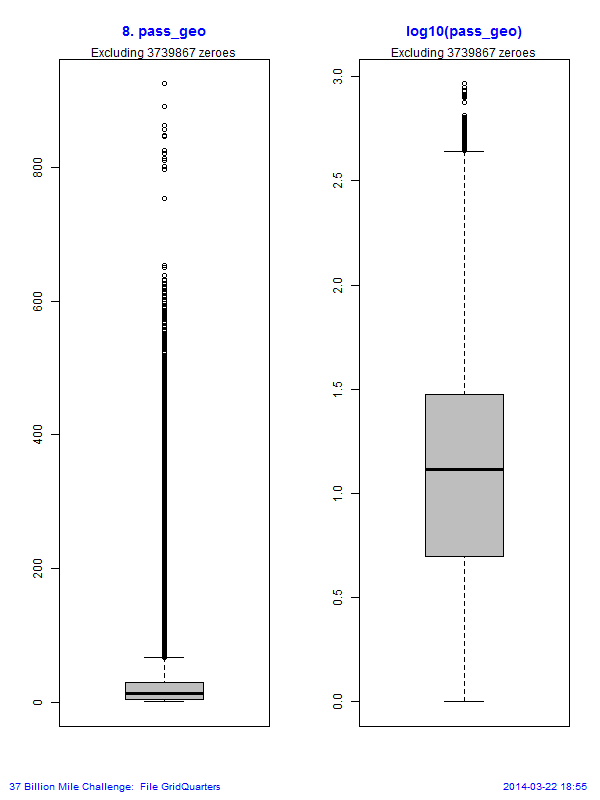 8. pass_geo
Excluding 3739867 zeroes
800
600
400
200
0
log10(pass_geo)
Excluding 3739867 zeroes
3.0
2.5
2.0
1.5
1.0
0.5
0.0
37 Billion Mile Challenge: File GridQuarters
2014-03-22 18:55